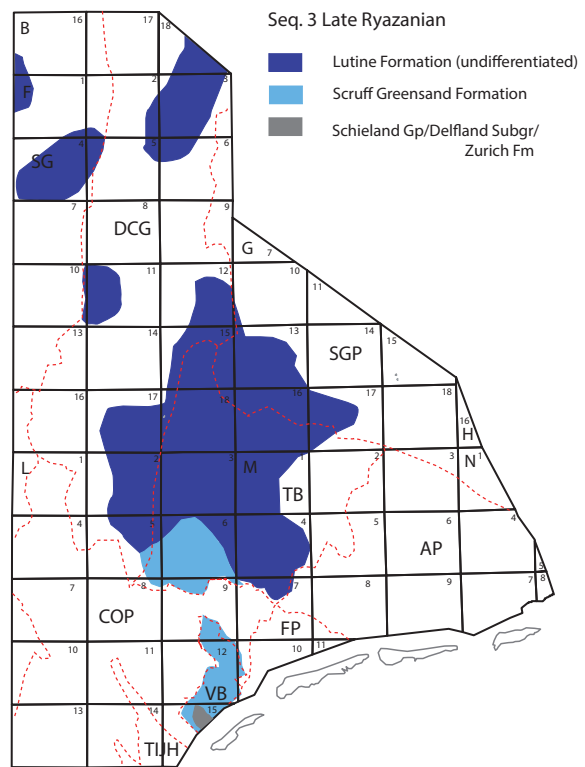 Seq. 3 Late Ryazanian
Lutine Formation (undifferentiated)
Scruff Greensand Formation
Schieland Gp/Delfland Subgr/
Zurich Fm
B 16 17 18
1 2 3
F
4 5 6
SG
7 8 9
DCG
G 7
10 11 12 10 11
13 14 15 13 14 15
SGP
16 17 18 16 17 18
16
H
L 1 2 3 M 1 2 3 N 1
TB
4 5 6 4 5 6 4
AP
5
7 8 9 7 8 9 7 8
COP FP
10 11 12 10 11
VB
13 14 15
TIJH